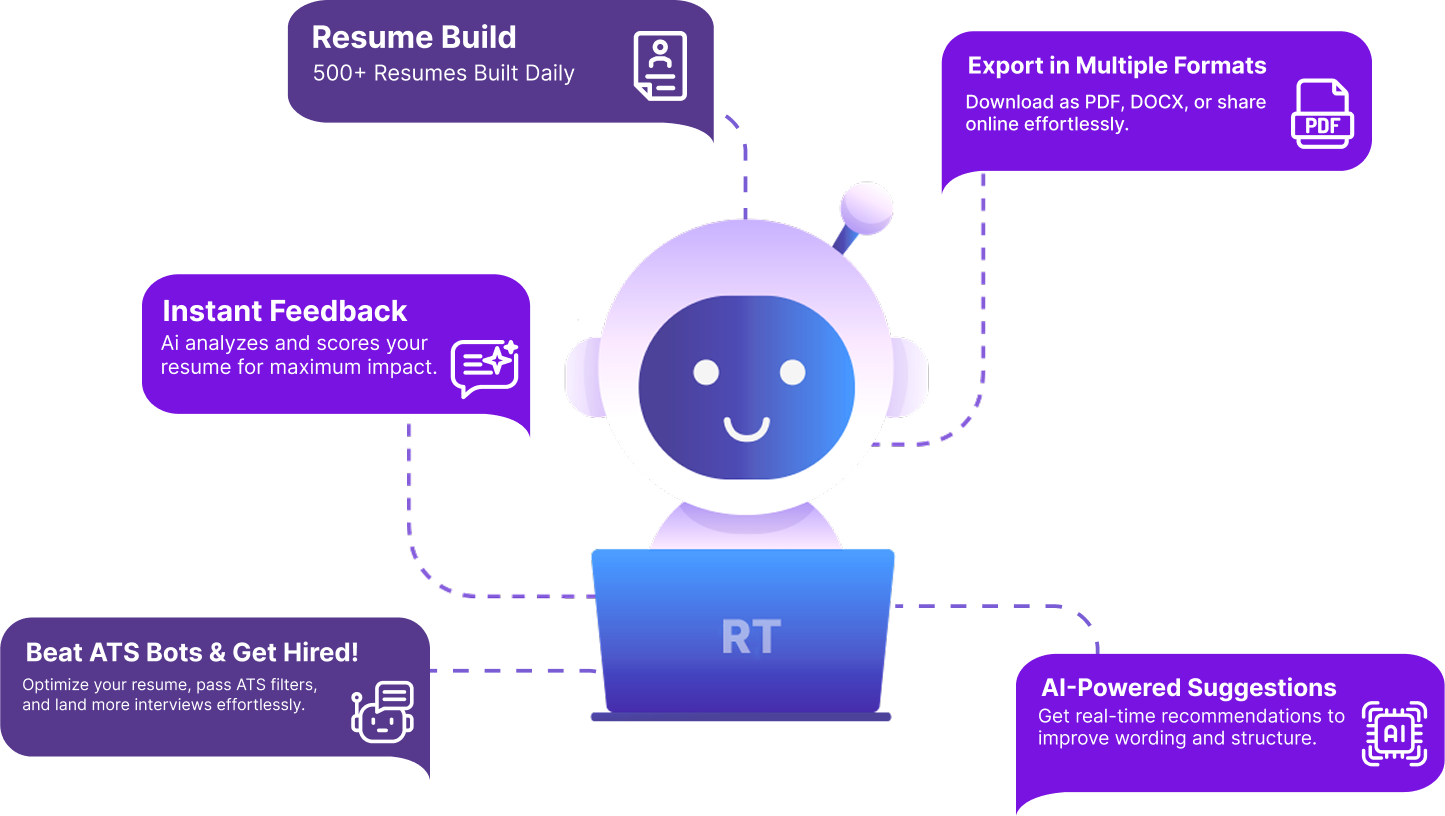 Resume Build
500+ Resumes Built Daily
Export in Multiple Formats
Download as PDF, DOCX, or share
online effortlessly.
PDF
Instant Feedback
Ai analyzes and scores your
resume for maximum impact.
RT
Beat ATS Bots & Get Hired!
Optimize your resume, pass ATS filters,
and land more interviews effortlessly.
AI-Powered Suggestions
Get real-time recommendations to
improve wording and structure.
AI